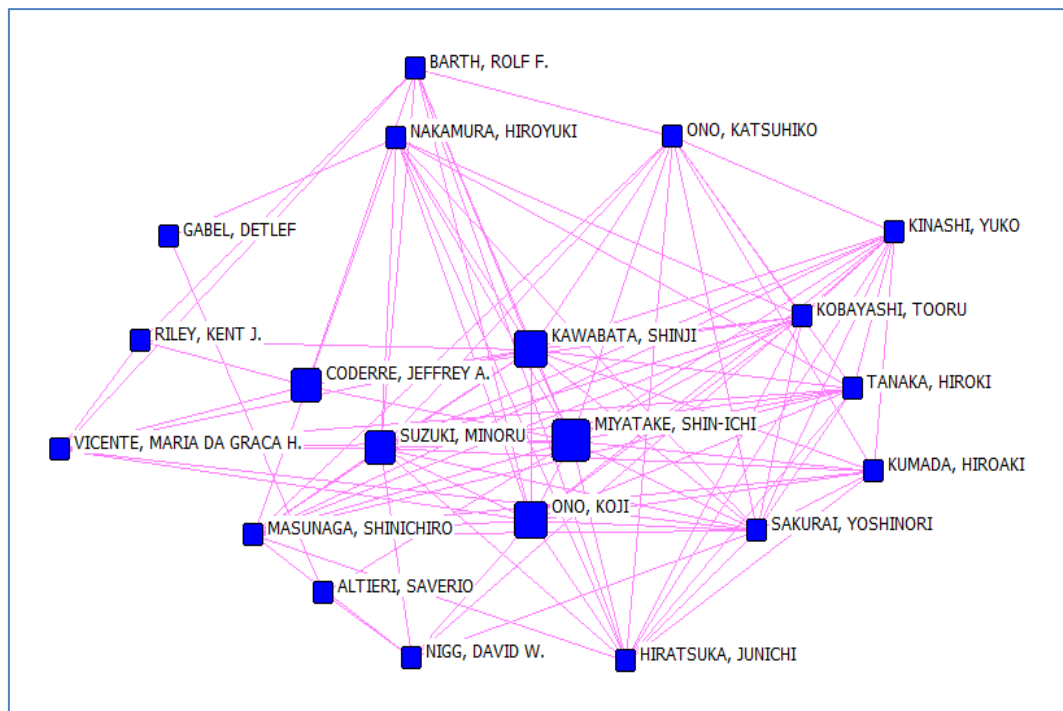 BARTH, ROLF F.
NAKAMURA, HIROYUKI
ONO, KATSUHIKO
GABEL, DETLEF
KINASHI, YUKO
KOBAYASHI, TOORU
RILEY, KENT J.
KAWABATA, SHINJI
CODERRE, JEFFREY A.
TANAKA, HIROKI
MIYATAKE, SHIN-ICHI
SUZUKI, MINORU
VICENTE, MARIA DA GRACA H.
KUMADA, HIROAKI
ONO, KOJI
MASUNAGA, SHINICHIRO
SAKURAI, YOSHINORI
ALTIERI, SAVERIO
NIGG, DAVID W.
HIRATSUKA, JUNICHI